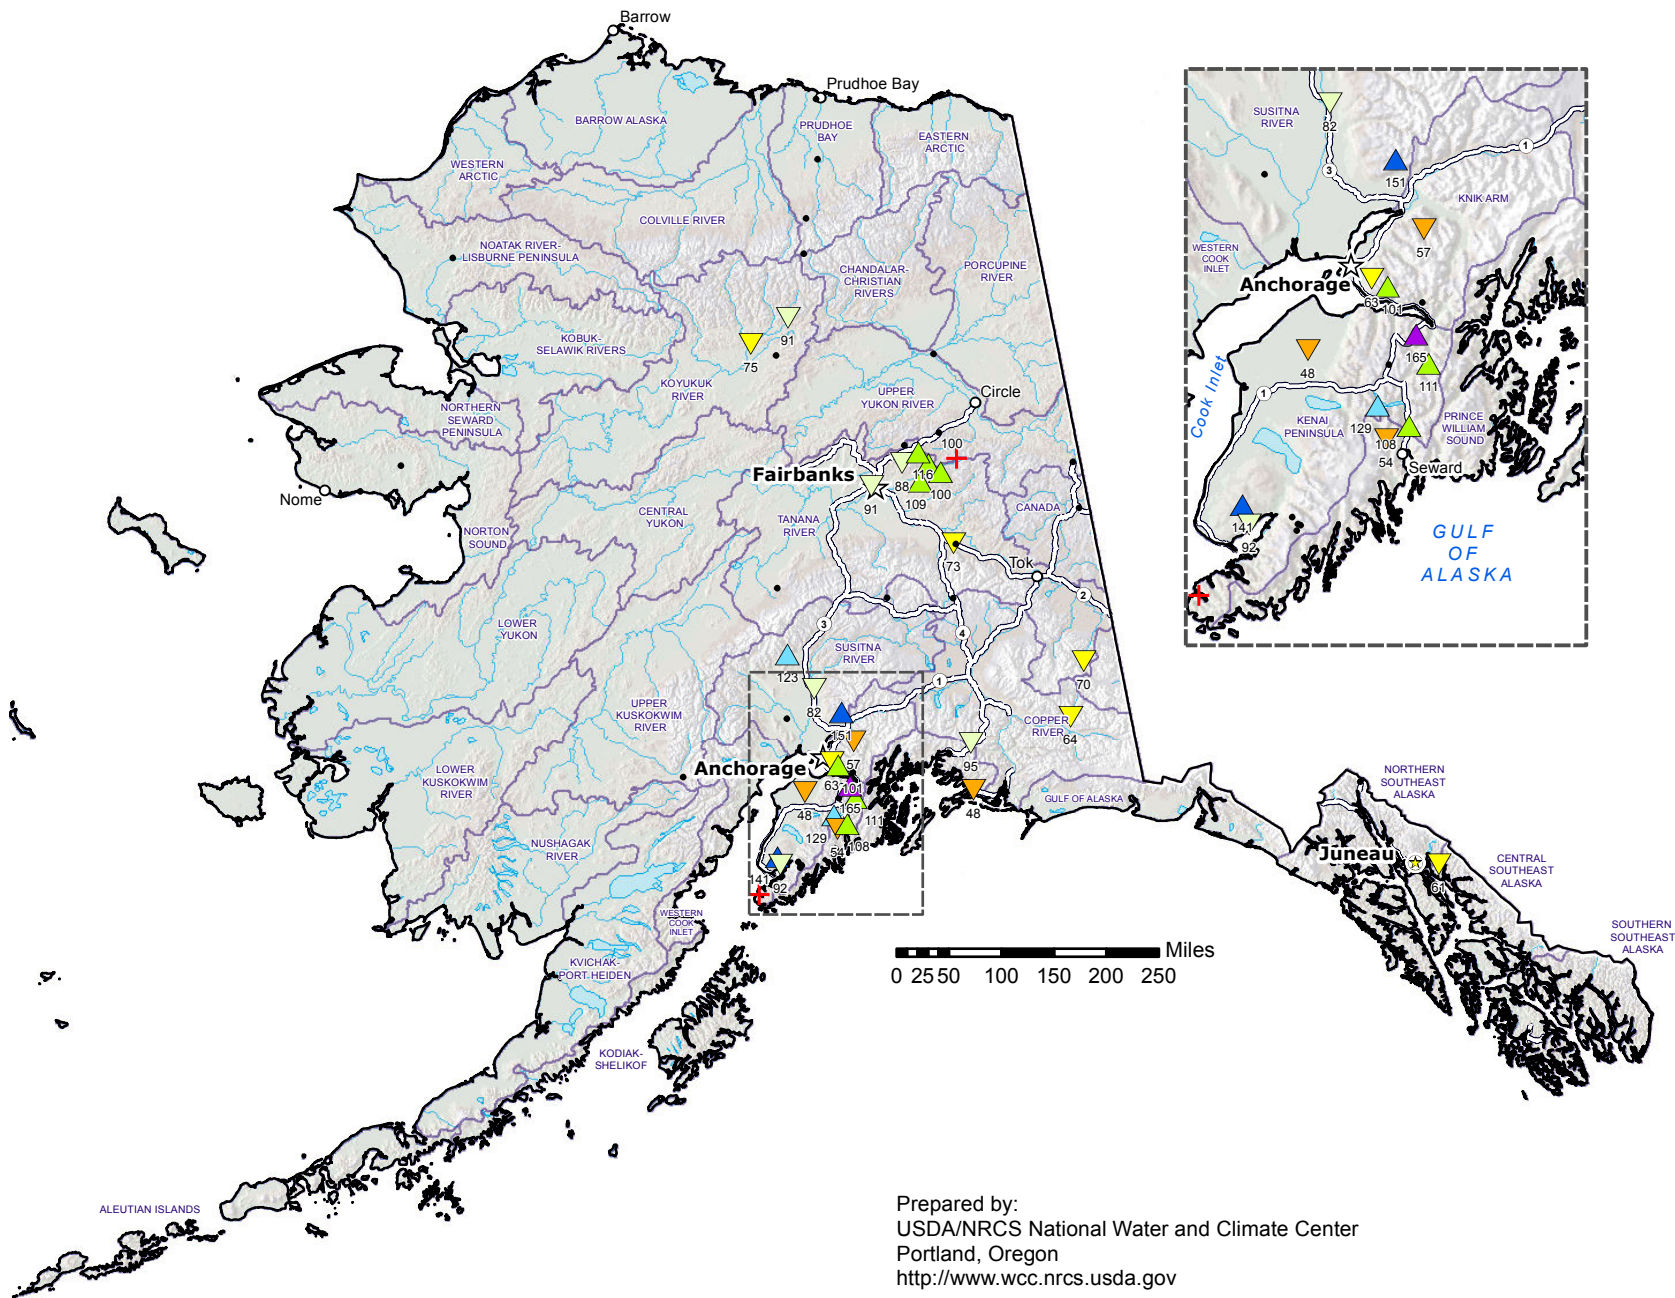 Barrow
Prudhoe Bay
BARROW ALASKA
PRUDHOE
BAY
EASTERN
ARCTIC
WESTERN
ARCTIC
COLVILLE RIVER
NOATAK RIVER-
LISBURNE PENINSULA
CHANDALAR-
CHRISTIAN
RIVERS
PORCUPINE
RIVER
KOBUK-
SELAWIK RIVERS
91
75
KOYUKUK
RIVER
UPPER
YUKON RIVER
Circle
NORTHERN
SEWARD
PENINSULA
100
Fairbanks
116
88
100
109
91
Nome
CENTRAL
YUKON
TANANA
RIVER
CANADA
NORTON
SOUND
73
Tok
2
LOWER
YUKON
3
4
SUSITNA
RIVER
123
70
1
82
UPPER
KUSKOKWIM
RIVER
COPPER
RIVER
64
151
57
95
Anchorage
63
101
LOWER
KUSKOKWIM
RIVER
48
165
111
48
GULF OF ALASKA
129
54
108
NUSHAGAK
RIVER
141
92
WESTERN
COOK
INLET
KVICHAK-
PORT HEIDEN
KODIAK-
SHELIKOF
ALEUTIAN ISLANDS
NORTHERN
SOUTHEAST
ALASKA
Juneau
61
CENTRAL
SOUTHEAST
ALASKA
SOUTHERN
SOUTHEAST
ALASKA
Miles
0 25 50 100 150 200 250
SUSITNA
RIVER
82
3
151
1
KNIK ARM
57
WESTERN
COOK
INLET
Anchorage
63
101
165
48
111
Cook Inlet
1
KENAI
PENINSULA
129
108
54
PRINCE
WILLIAM
SOUND
Seward
141
92
GULF
OF
ALASKA
Prepared by:
USDA/NRCS National Water and Climate Center
Portland, Oregon
http://www.wcc.nrcs.usda.gov